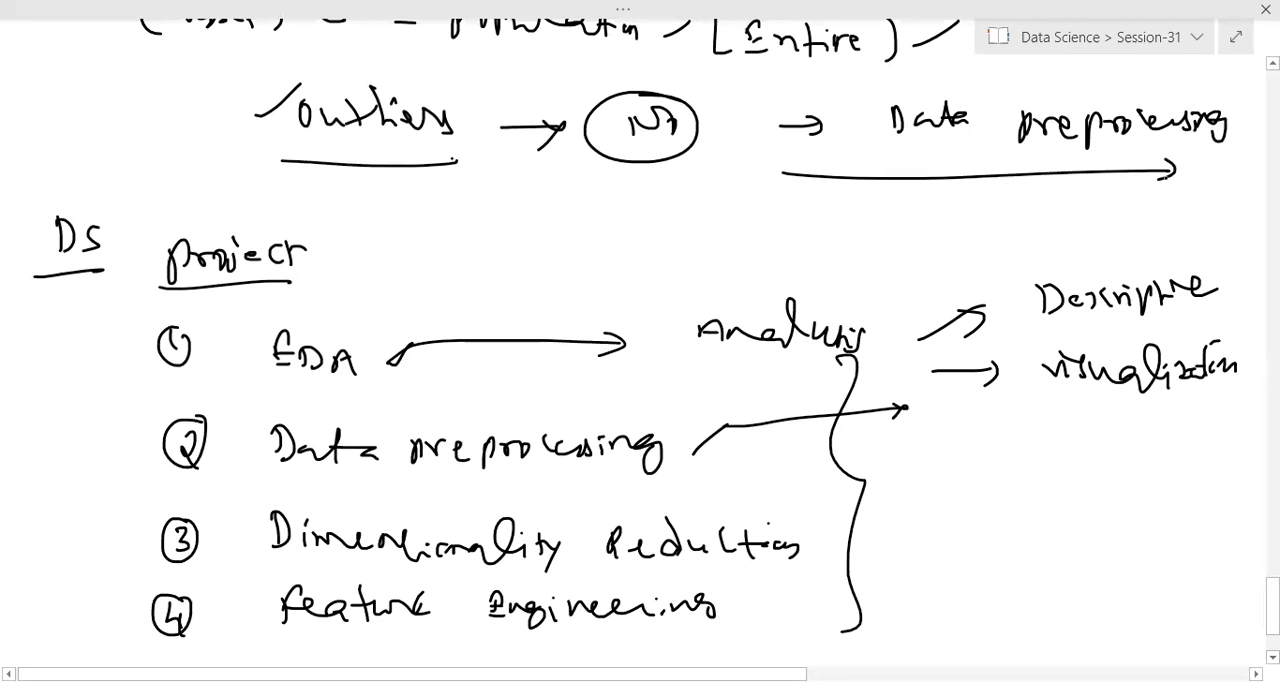 Data Science > Session-31
[Entire]
outliers → → Data preprocessing
DS project
① EDA → Analysis → Descriptive
→ visualization
② Data preprocessing →
③ Dimensionality Reduction
④ feature Engineering